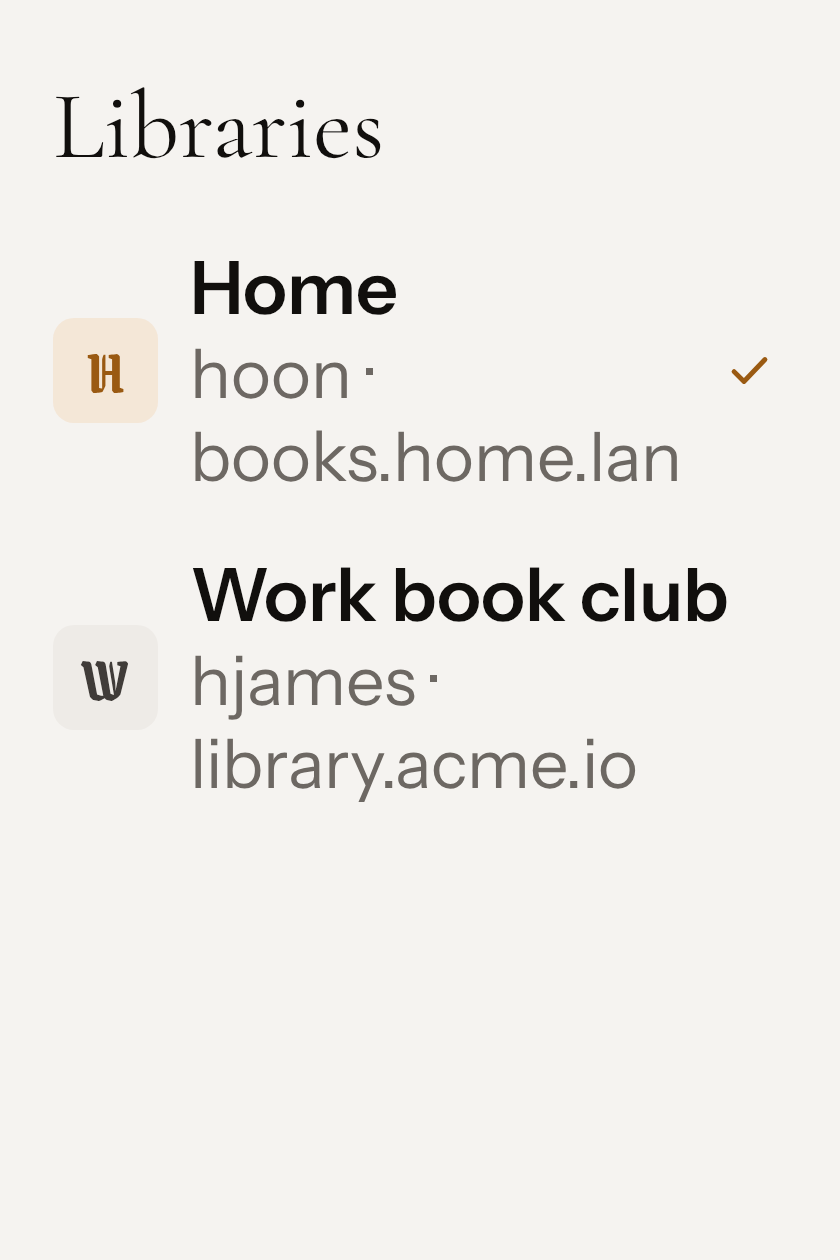 Libraries
Home
H
hoon ·
books.home.lan
Work book club
W
hjames ·
library.acme.io